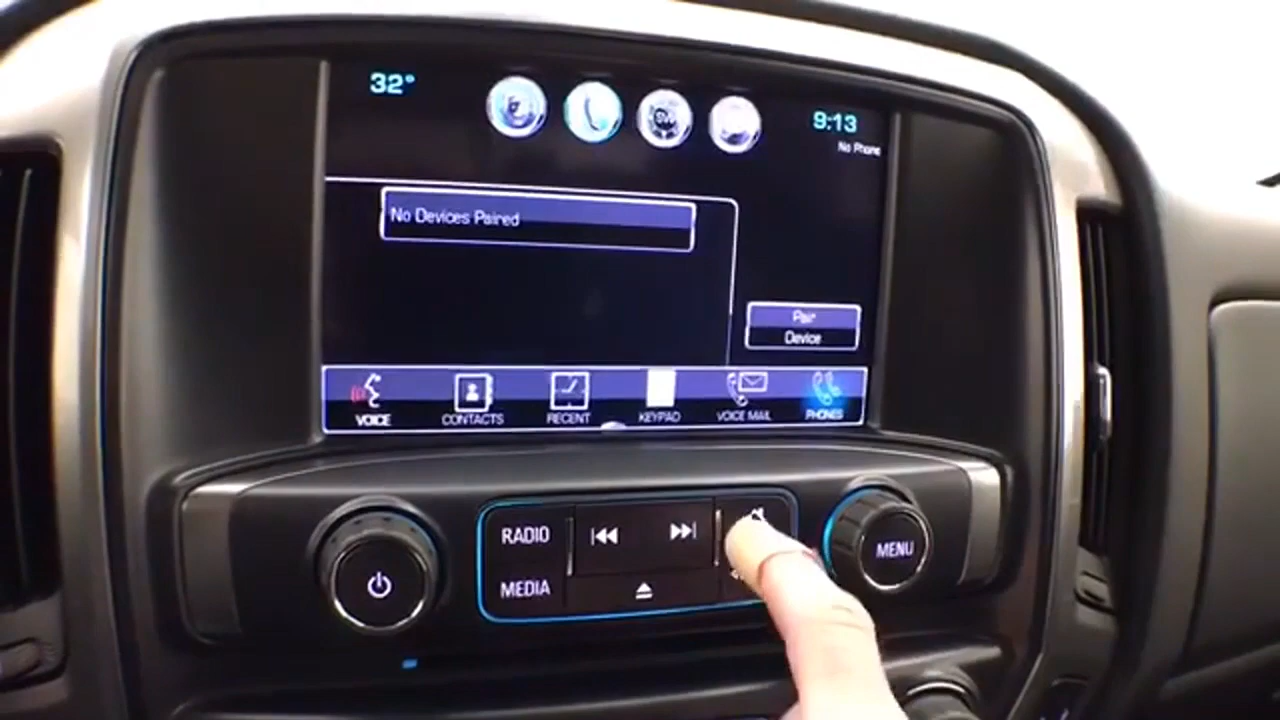 32°
9:13
No Phone
No Devices Paired
Pair
Device
VOICE
CONTACTS
RECENT
KEYPAD
VOICE MAIL
PHONES
RADIO
MEDIA
MENU